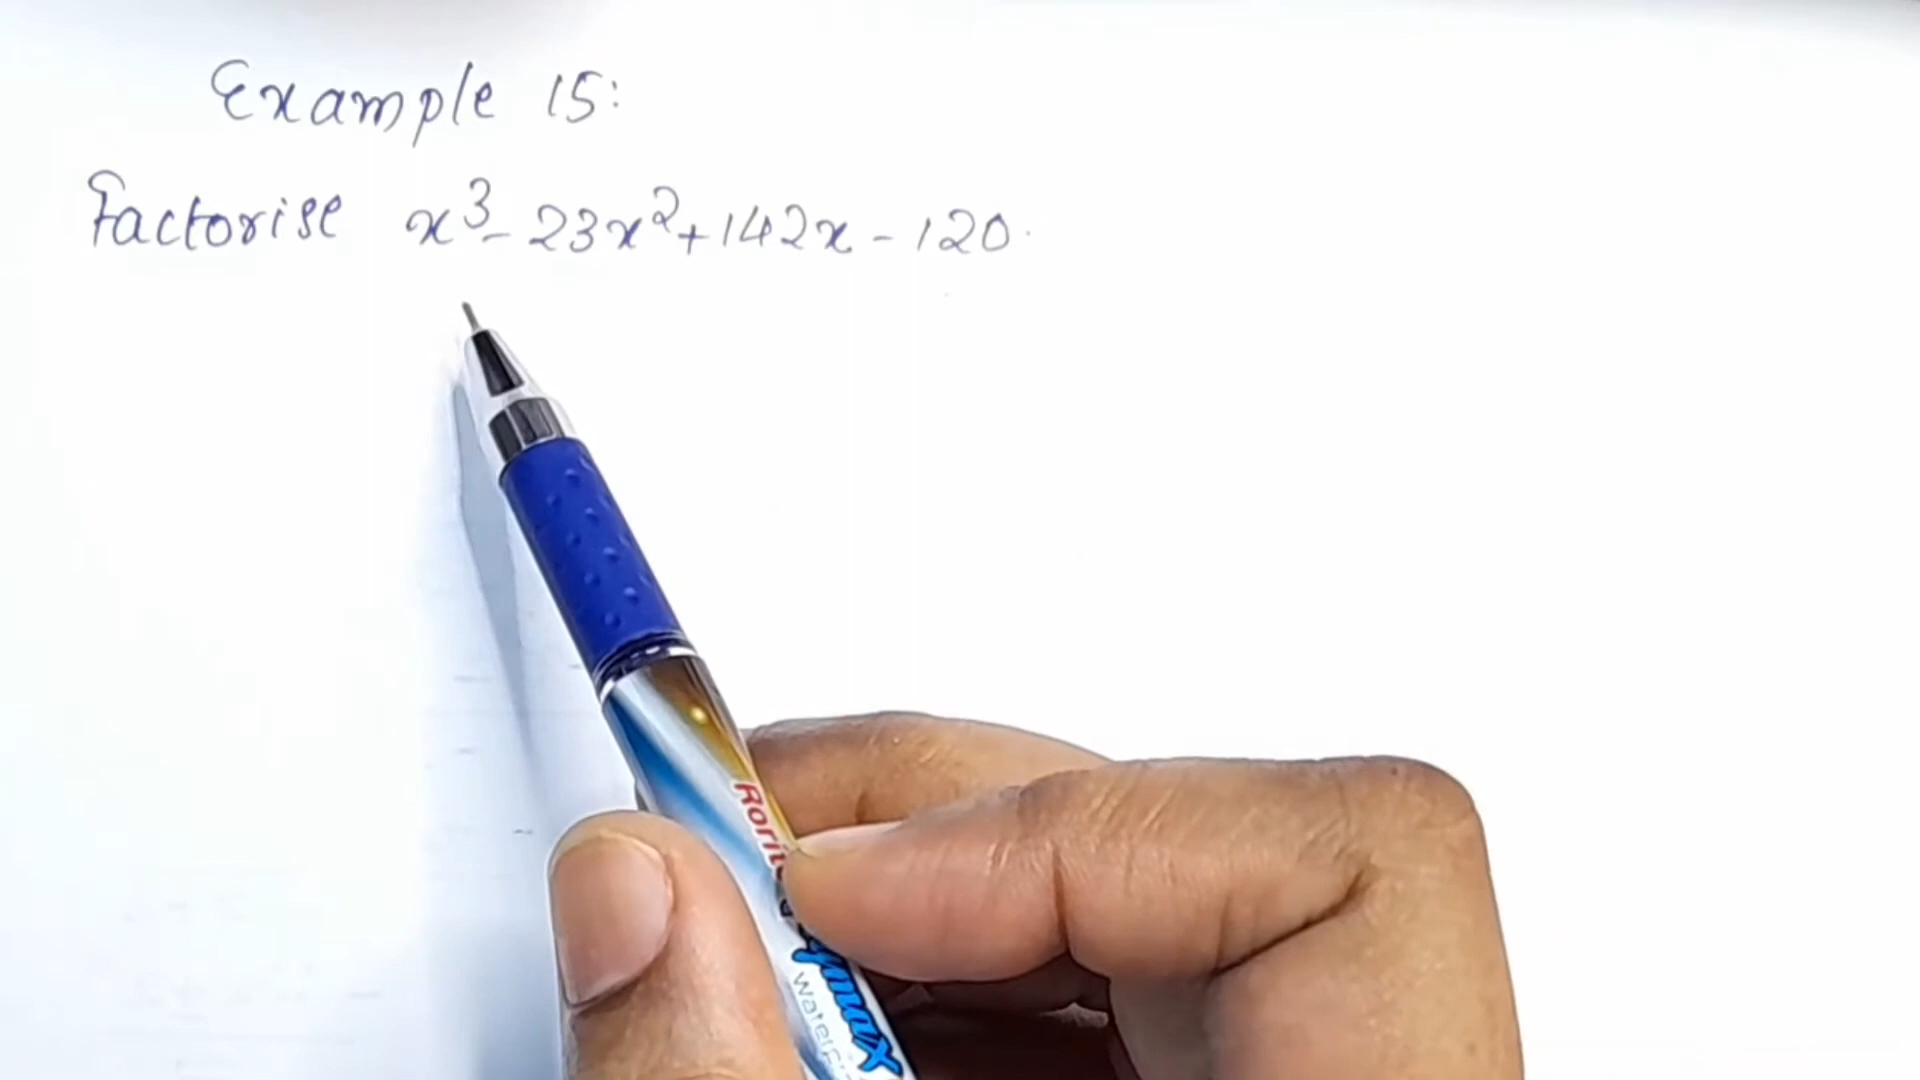 Example 15:
Factorise x³ - 23x² + 142x - 120.